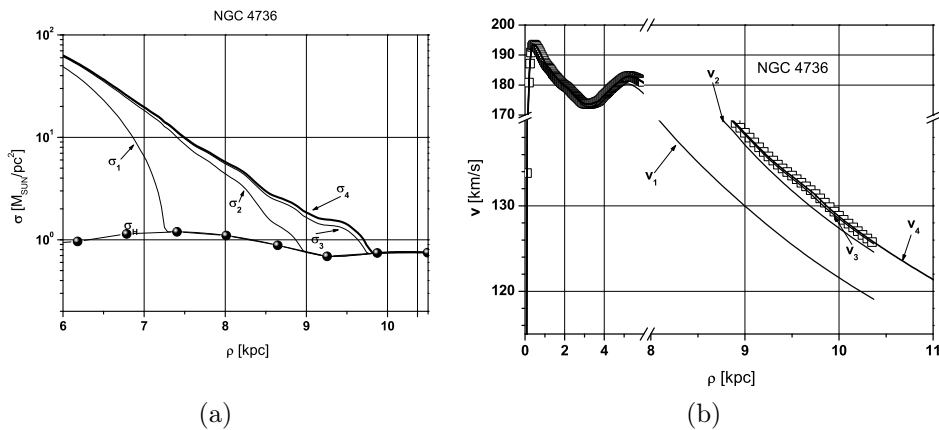 NGC 4736
10²
10¹
10⁰
σ [M_SUN/pc²]
σ₁
σ₂
σ₃
σ₄
σ_H
6 7 8 9 10
ρ [kpc]
(a)
200
190
180
170
130
120
v [km/s]
NGC 4736
v₂
v₁
v₃
v₄
0 2 4 8 9 10 11
ρ [kpc]
(b)